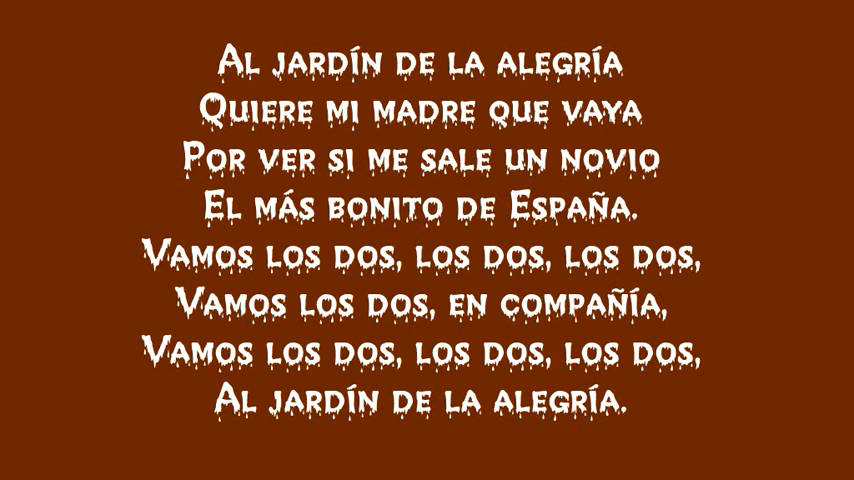 Al jardín de la alegría
Quiere mi madre que vaya
Por ver si me sale un novio
El más bonito de España.
Vamos los dos, los dos, los dos,
Vamos los dos, en compañía,
Vamos los dos, los dos, los dos,
Al jardín de la alegría.